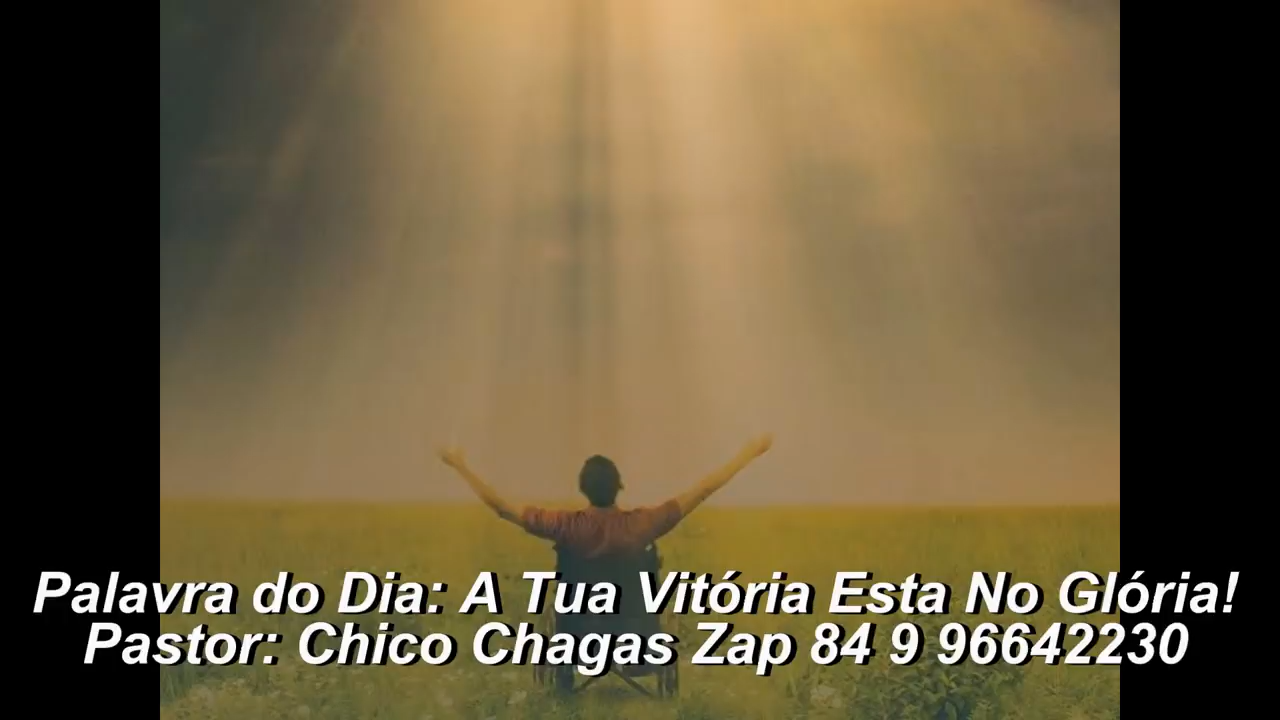 Palavra do Dia: A Tua Vitória Esta No Glória!
Pastor: Chico Chagas Zap 84 9 96642230